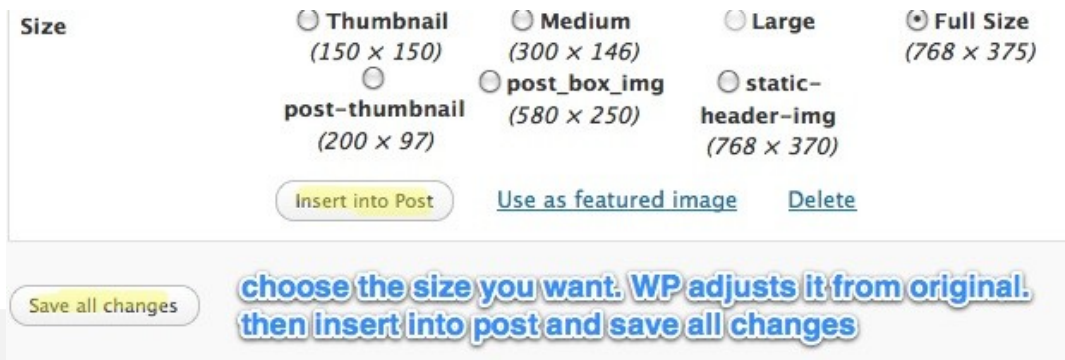 Size
Thumbnail Medium Large Full Size
(150 × 150) (300 × 146) (768 × 375)
post-thumbnail post_box_img static-
header-img
(200 × 97) (580 × 250) (768 × 370)
Insert into Post Use as featured image Delete
Save all changes
choose the size you want. WP adjusts it from original.
then insert into post and save all changes